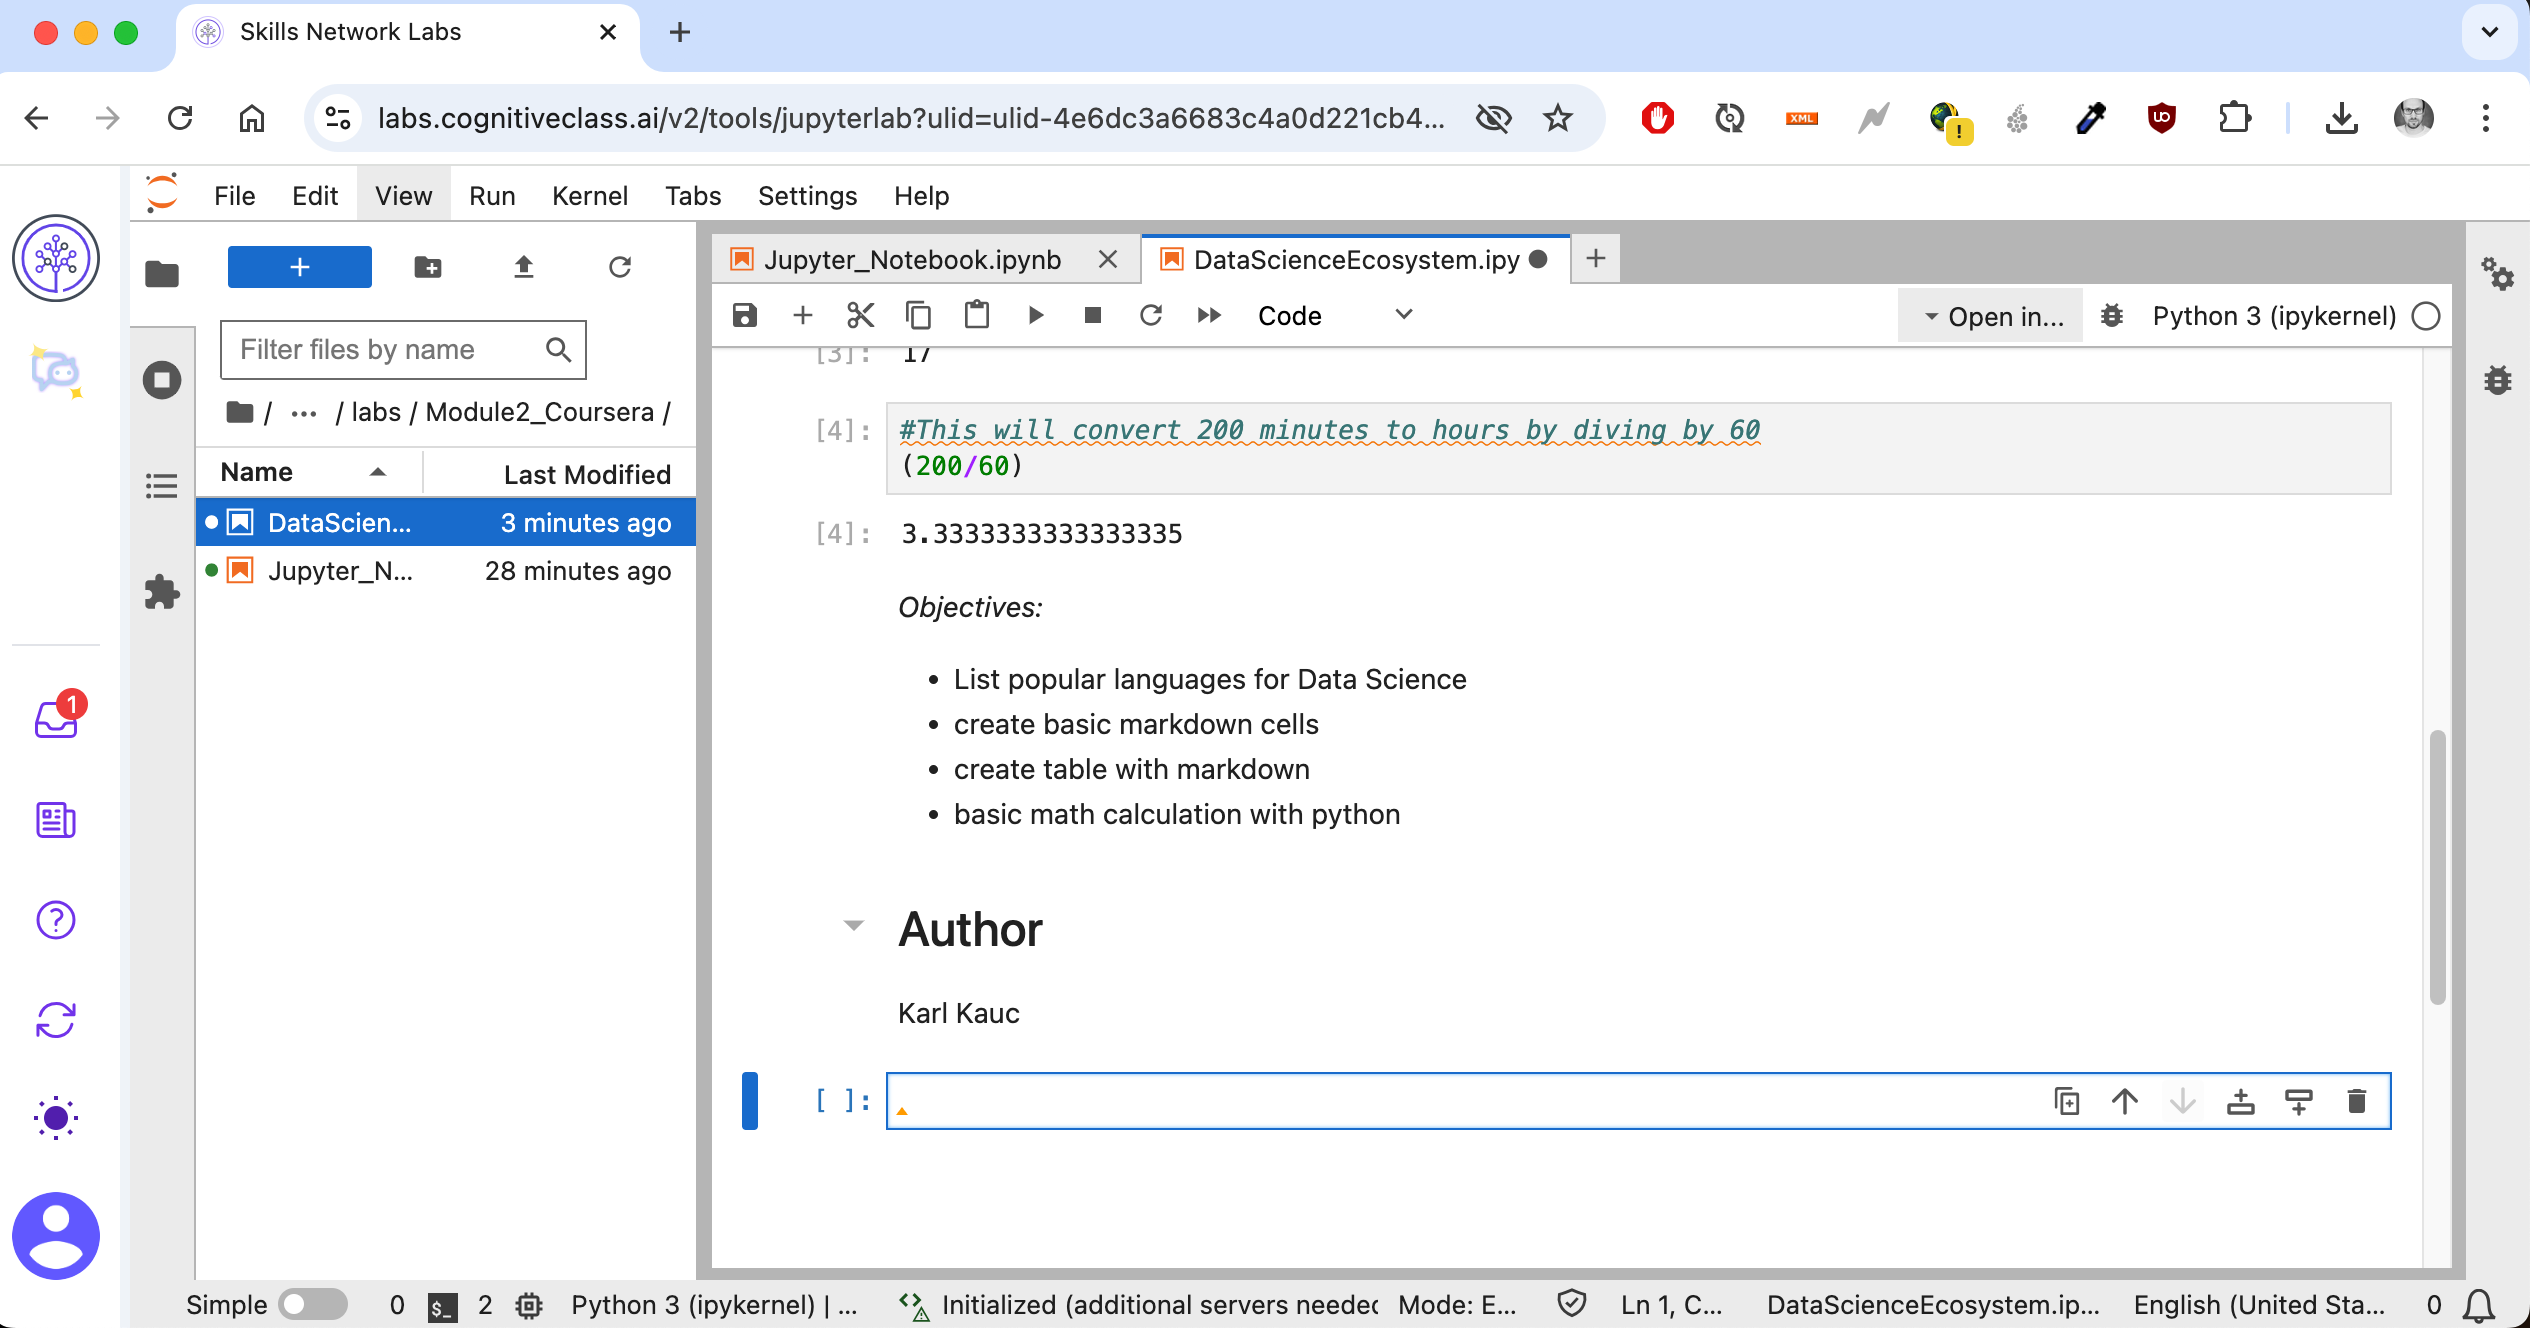 Skills Network Labs
labs.cognitiveclass.ai/v2/tools/jupyterlab?ulid=ulid-4e6dc3a6683c4a0d221cb4...
XML
!
UO
File Edit View Run Kernel Tabs Settings Help
Jupyter_Notebook.ipynb
DataScienceEcosystem.ipy
Code
Open in...
Python 3 (ipykernel)
Filter files by name
/ ... / labs / Module2_Coursera /
Name Last Modified
DataScien... 3 minutes ago
Jupyter_N... 28 minutes ago
[3]: 17
[4]: #This will convert 200 minutes to hours by diving by 60
(200/60)
[4]: 3.3333333333333335
Objectives:
• List popular languages for Data Science
• create basic markdown cells
• create table with markdown
• basic math calculation with python
Author
Karl Kauc
[ ]:
1
Simple 0 $_ 2 Python 3 (ipykernel) | ... Initialized (additional servers needed Mode: E... Ln 1, C... DataScienceEcosystem.ip... English (United Sta... 0